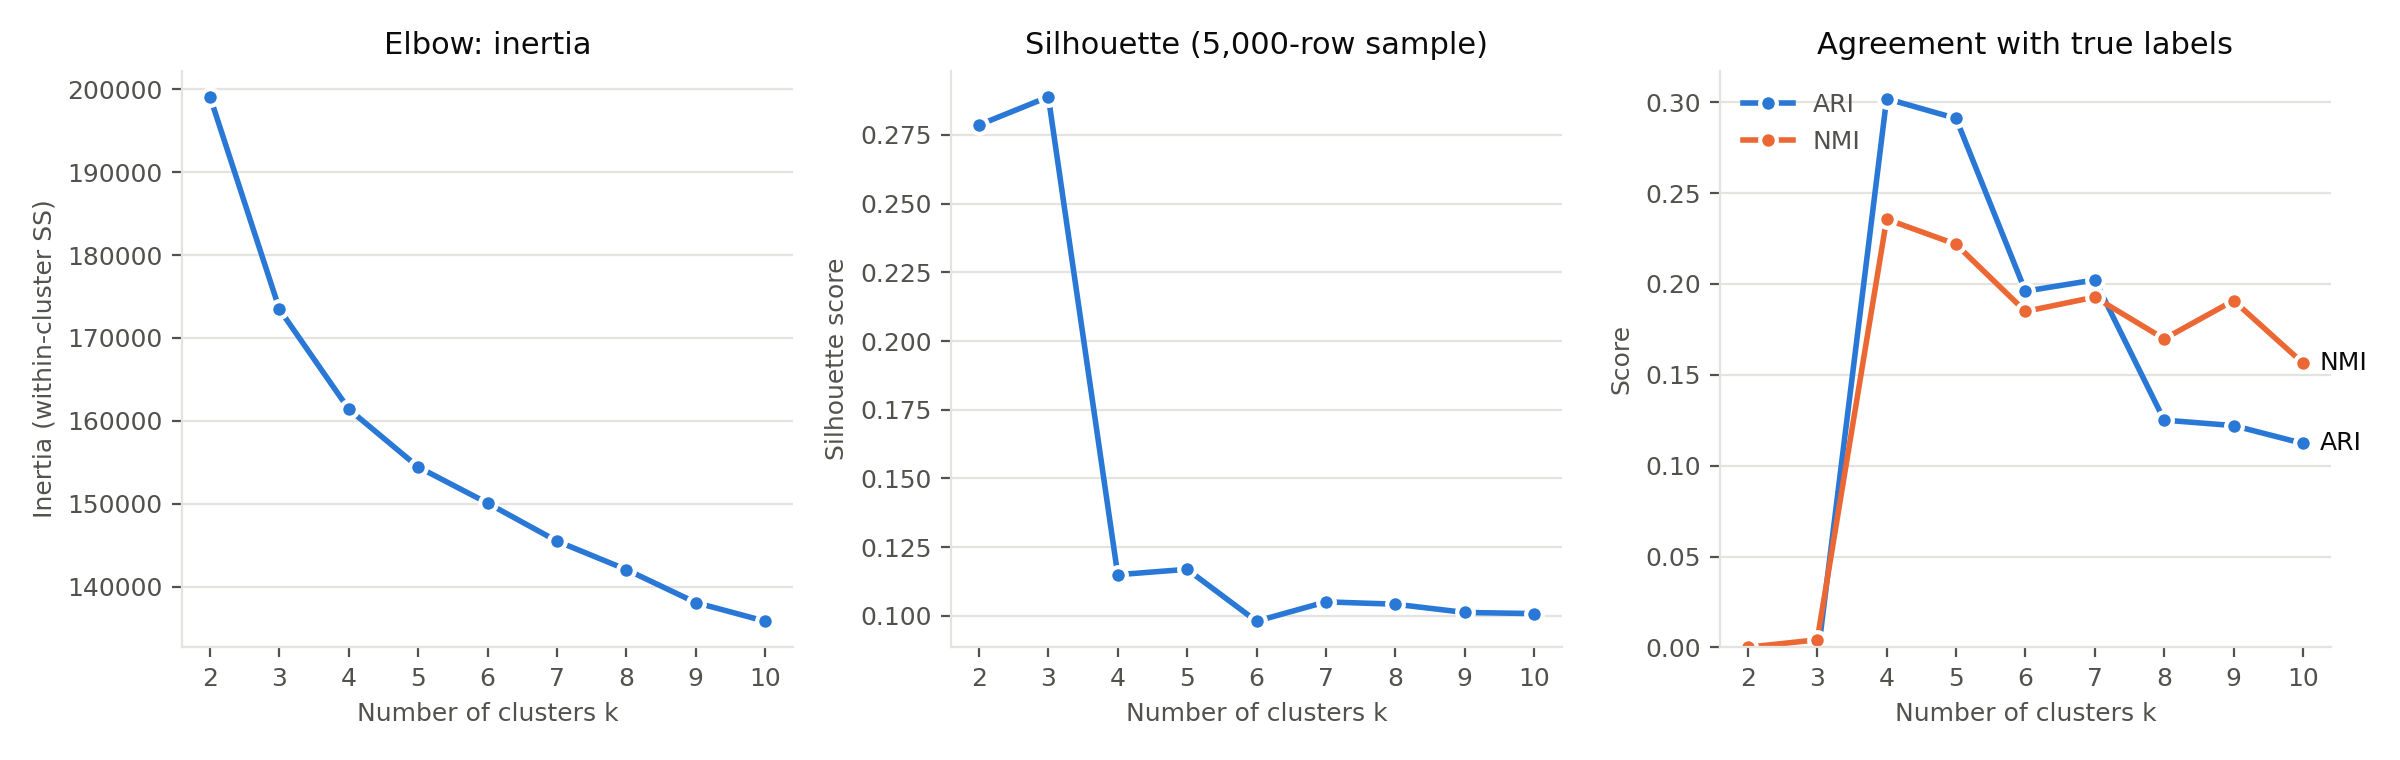 Elbow: inertia
Inertia (within-cluster SS)
200000
190000
180000
170000
160000
150000
140000
2 3 4 5 6 7 8 9 10
Number of clusters k
Silhouette (5,000-row sample)
Silhouette score
0.275
0.250
0.225
0.200
0.175
0.150
0.125
0.100
2 3 4 5 6 7 8 9 10
Number of clusters k
Agreement with true labels
Score
0.30
0.25
0.20
0.15
0.10
0.05
0.00
ARI
NMI
NMI
ARI
2 3 4 5 6 7 8 9 10
Number of clusters k